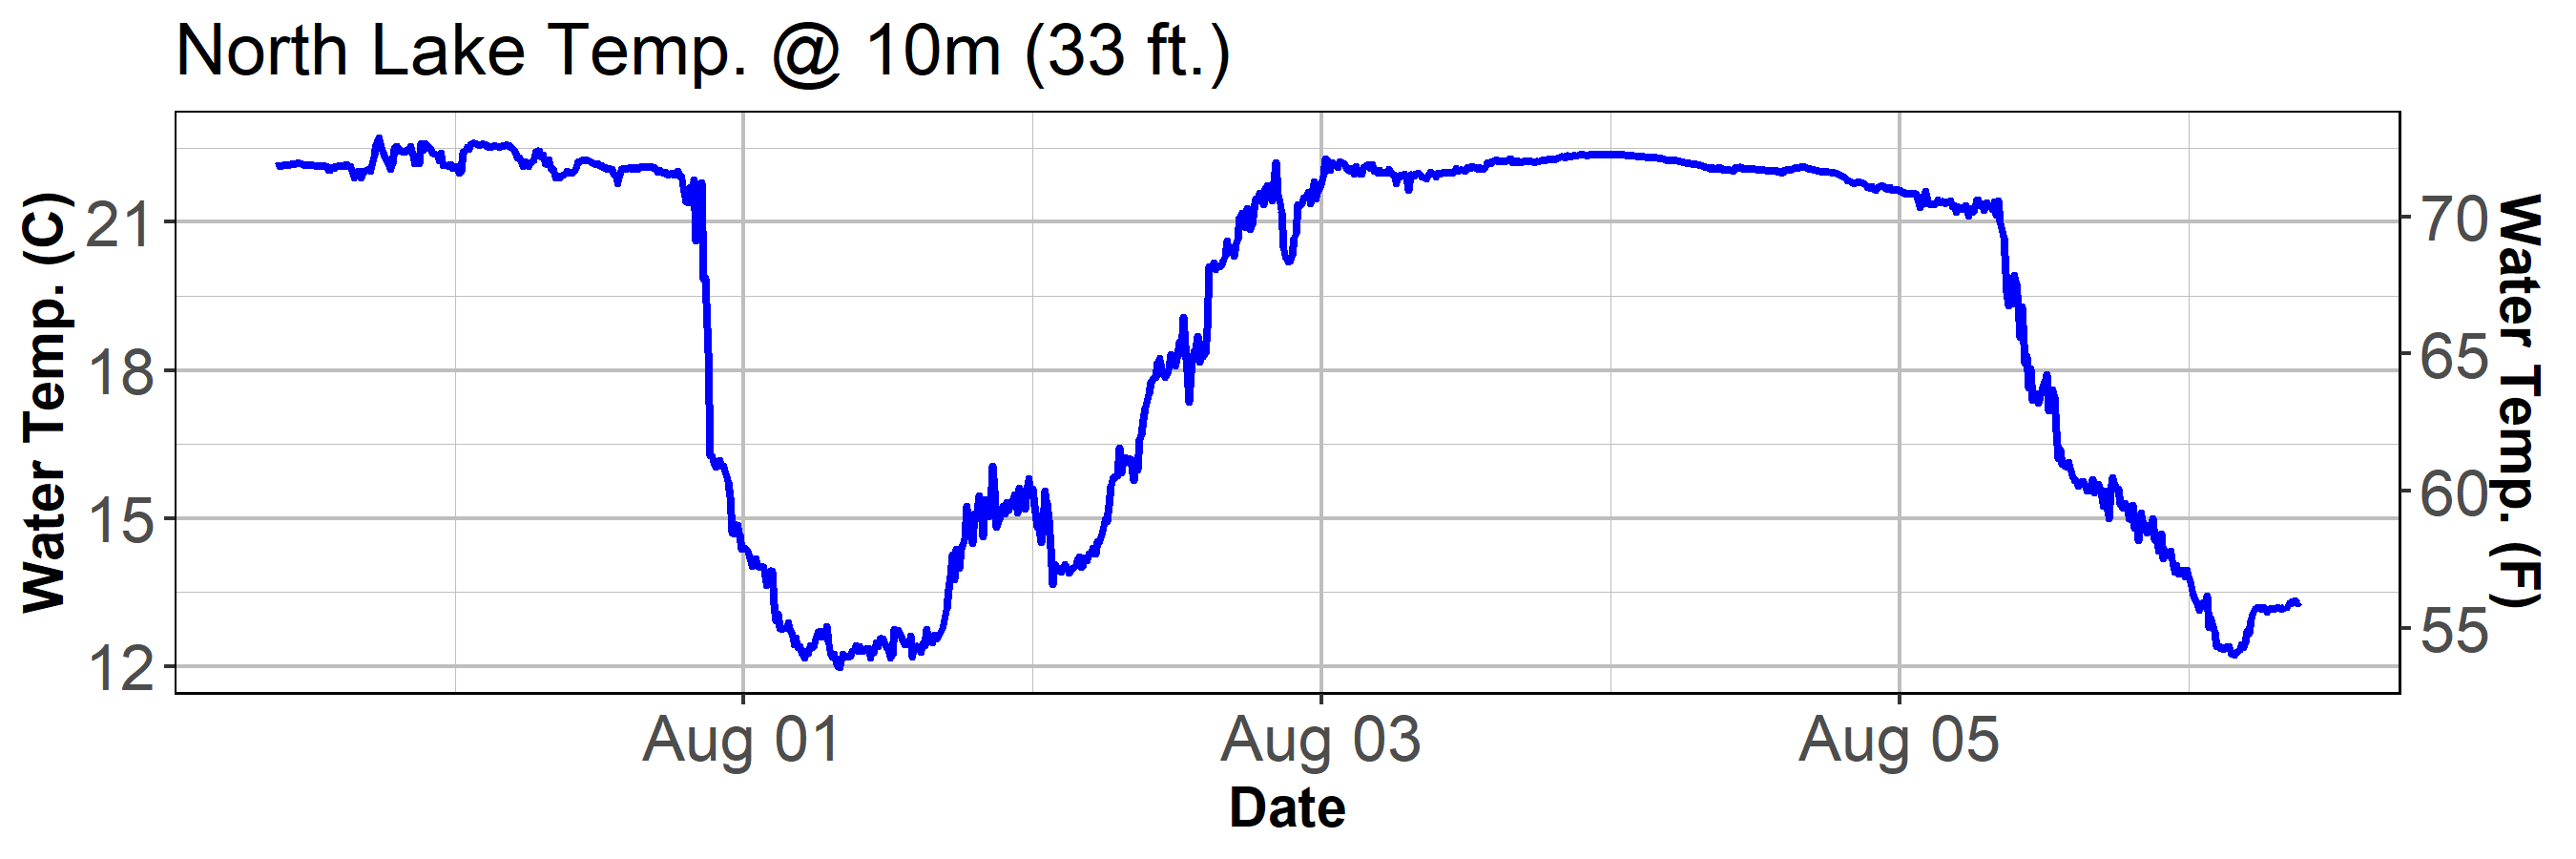 North Lake Temp. @ 10m (33 ft.)
Water Temp. (C)
21
18
15
12
70
65
60
55
Water Temp. (F)
Aug 01
Aug 03
Aug 05
Date